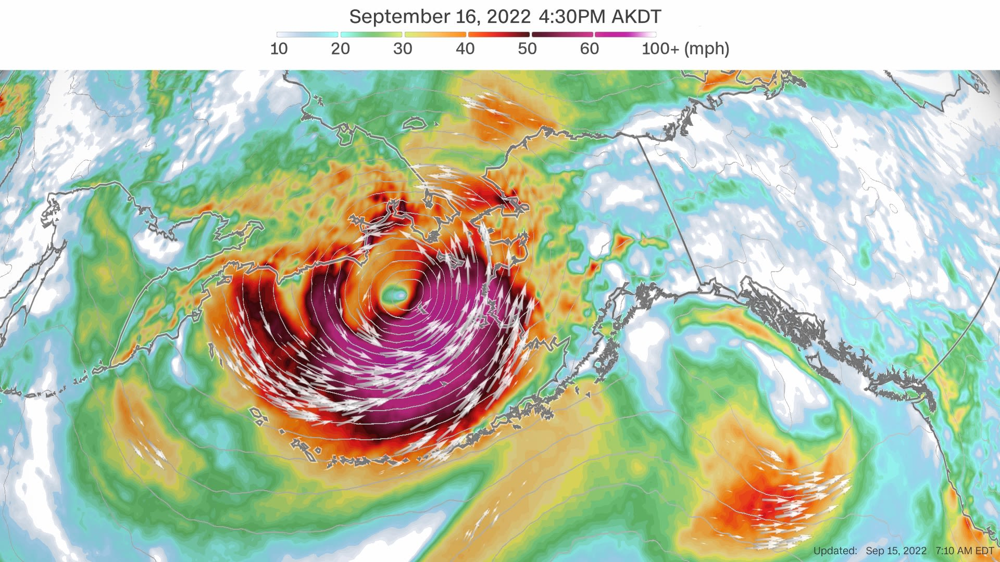 September 16, 2022 4:30PM AKDT
10 20 30 40 50 60 100+ (mph)
Updated: Sep 15, 2022 7:10 AM EDT